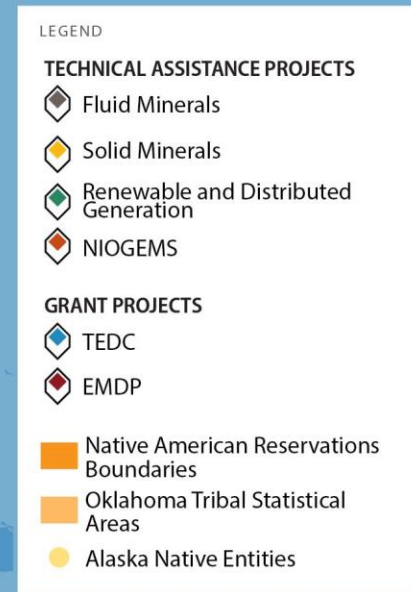 LEGEND
TECHNICAL ASSISTANCE PROJECTS
Fluid Minerals
Solid Minerals
Renewable and Distributed
Generation
NIOGEMS
GRANT PROJECTS
TEDC
EMDP
Native American Reservations
Boundaries
Oklahoma Tribal Statistical
Areas
Alaska Native Entities